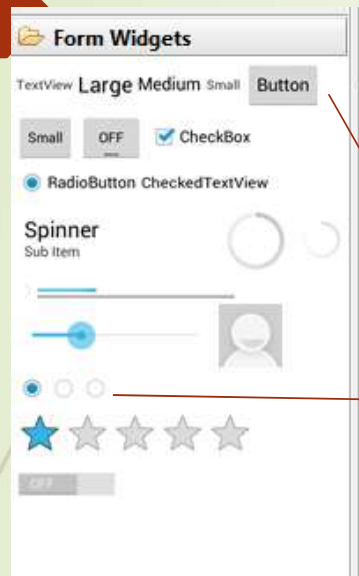 Form Widgets
TextView Large Medium Small Button
Small OFF CheckBox
RadioButton CheckedTextView
Spinner
Sub Item
OFF